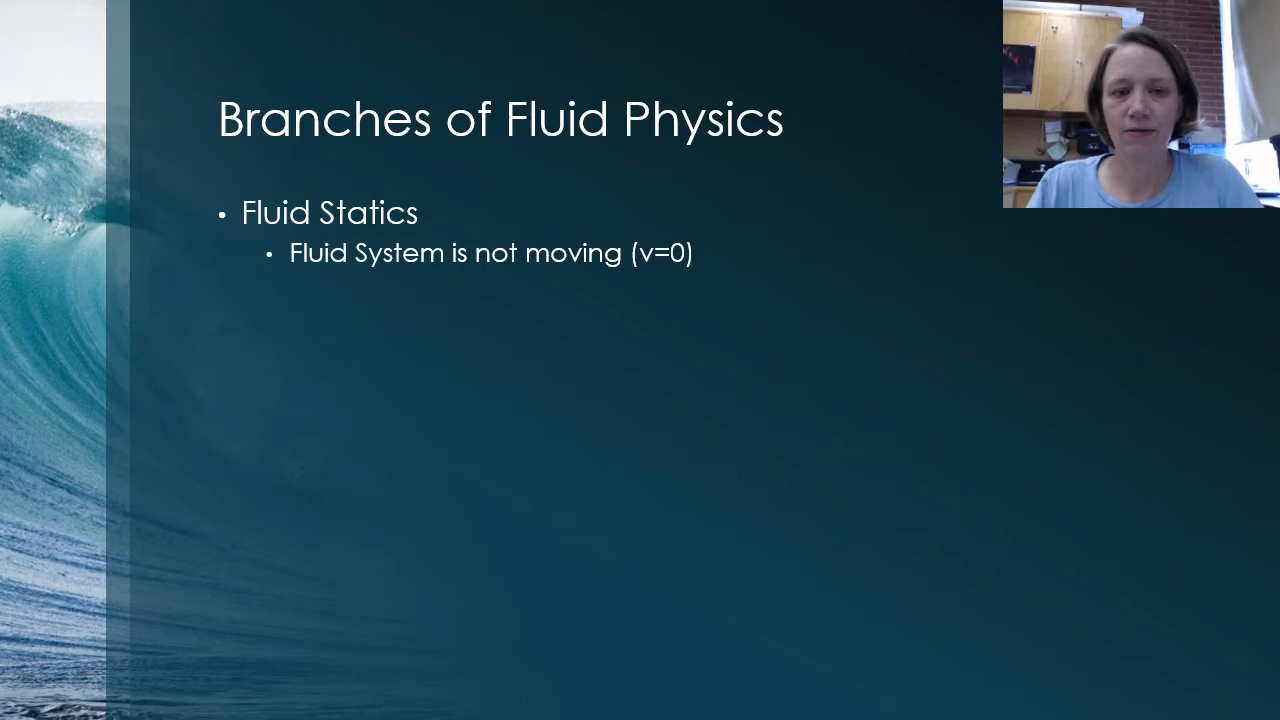 Branches of Fluid Physics
• Fluid Statics
• Fluid System is not moving (v=0)